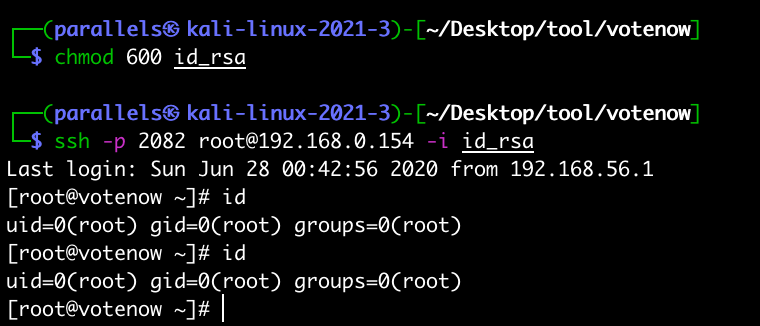 ┌──(parallels㉿kali-linux-2021-3)-[~/Desktop/tool/votenow]
└─$ chmod 600 id_rsa
┌──(parallels㉿kali-linux-2021-3)-[~/Desktop/tool/votenow]
└─$ ssh -p 2082 root@192.168.0.154 -i id_rsa
Last login: Sun Jun 28 00:42:56 2020 from 192.168.56.1
[root@votenow ~]# id
uid=0(root) gid=0(root) groups=0(root)
[root@votenow ~]# id
uid=0(root) gid=0(root) groups=0(root)
[root@votenow ~]#